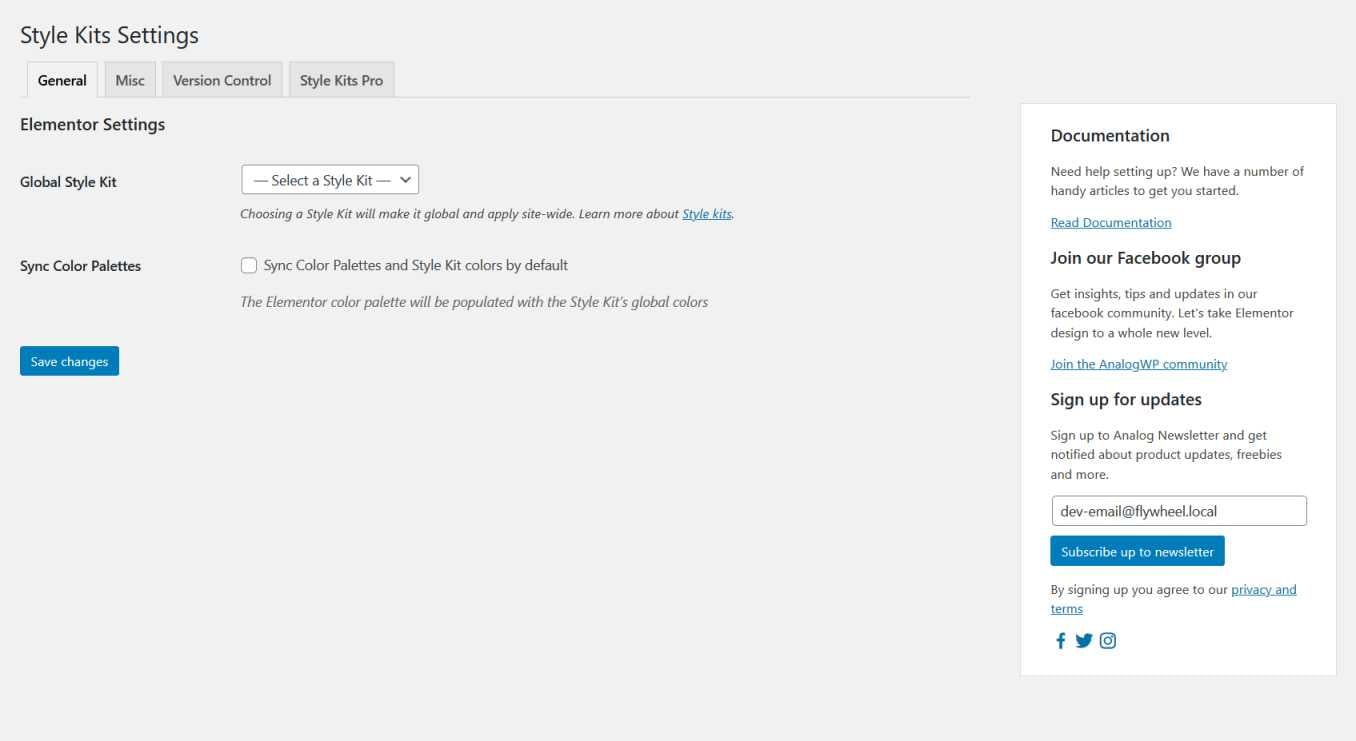 Style Kits Settings
General
Misc
Version Control
Style Kits Pro
Elementor Settings
Global Style Kit
— Select a Style Kit —
Choosing a Style Kit will make it global and apply site-wide. Learn more about Style kits.
Sync Color Palettes
Sync Color Palettes and Style Kit colors by default
The Elementor color palette will be populated with the Style Kit's global colors
Save changes
Documentation
Need help setting up? We have a number of
handy articles to get you started.
Read Documentation
Join our Facebook group
Get insights, tips and updates in our
facebook community. Let's take Elementor
design to a whole new level.
Join the AnalogWP community
Sign up for updates
Sign up to Analog Newsletter and get
notified about product updates, freebies
and more.
dev-email@flywheel.local
Subscribe up to newsletter
By signing up you agree to our privacy and
terms